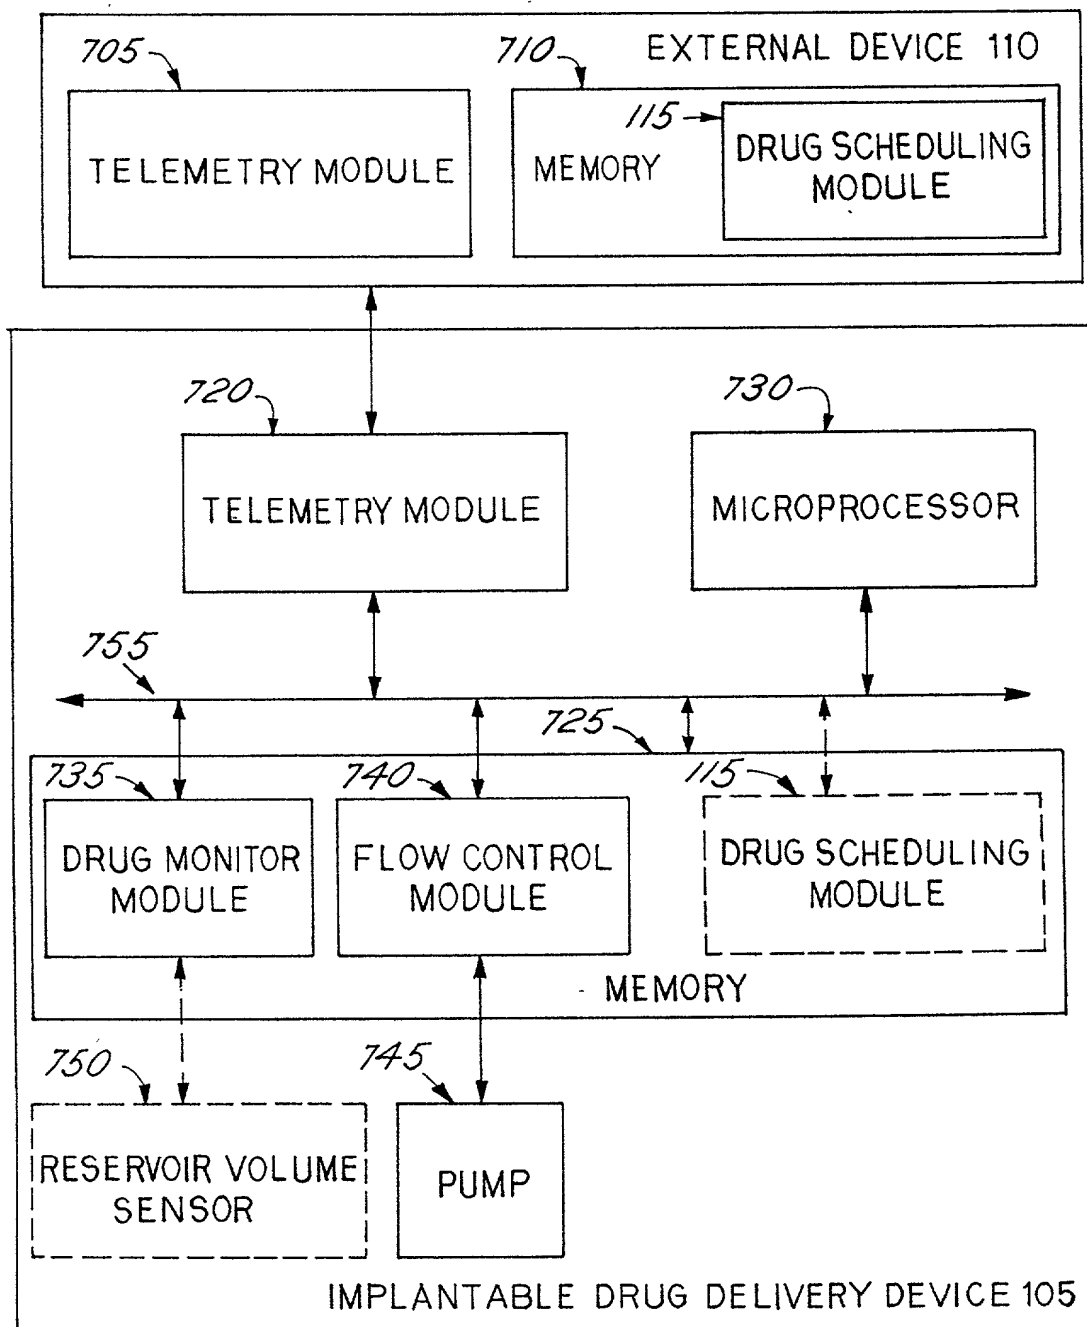 705
710
EXTERNAL DEVICE 110
TELEMETRY MODULE
115
MEMORY
DRUG SCHEDULING
MODULE
720
730
TELEMETRY MODULE
MICROPROCESSOR
755
725
735
740
115
DRUG MONITOR
MODULE
FLOW CONTROL
MODULE
DRUG SCHEDULING
MODULE
MEMORY
750
745
RESERVOIR VOLUME
SENSOR
PUMP
IMPLANTABLE DRUG DELIVERY DEVICE 105